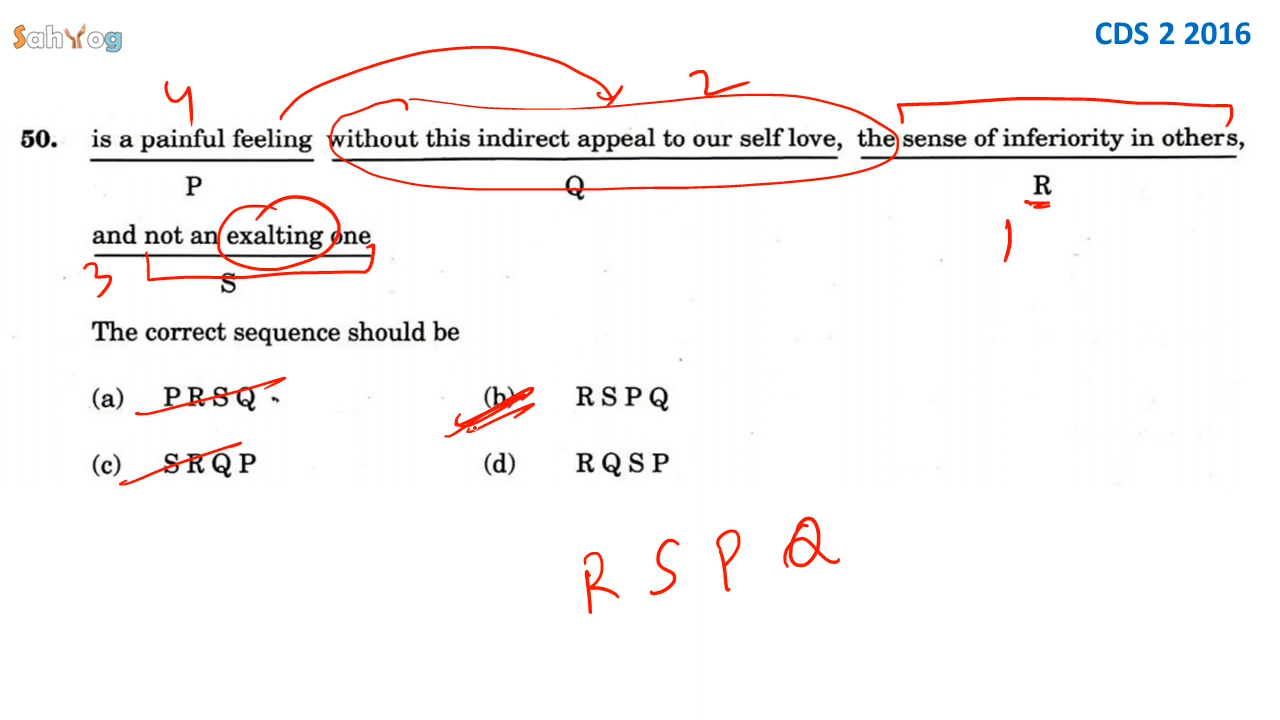 SahYog
CDS 2 2016
4
2
50. is a painful feeling without this indirect appeal to our self love, the sense of inferiority in others,
P Q R
and not an exalting one
1
3
S
The correct sequence should be
(a) P R S Q (b) R S P Q
(c) S R Q P (d) R Q S P
R S P Q